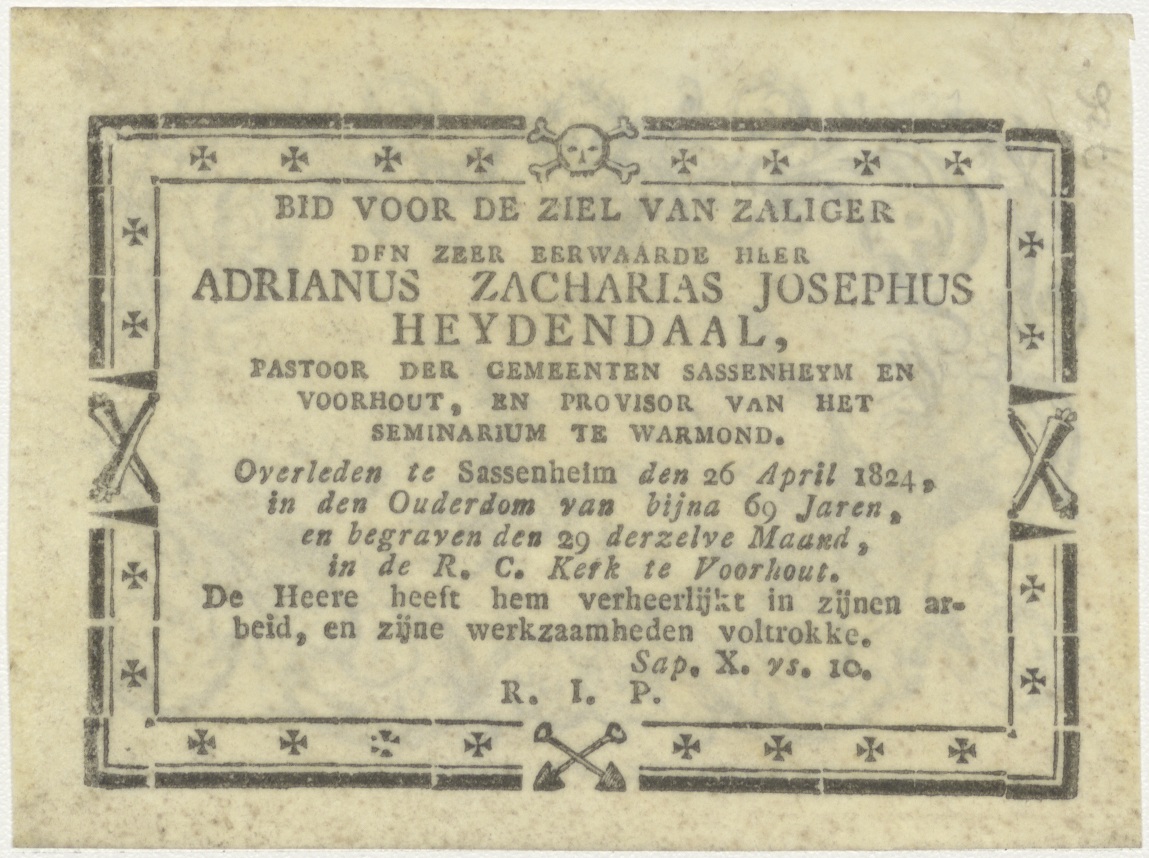 BID VOOR DE ZIEL VAN ZALIGER
DEN ZEER EERWAARDE HEER
ADRIANUS ZACHARIAS JOSEPHUS
HEYDENDAAL,
PASTOOR DER GEMEENTEN SASSENHEYM EN
VOORHOUT, EN PROVISOR VAN HET
SEMINARIUM TE WARMOND.
Overleden te Sassenheim den 26 April 1824,
in den Ouderdom van bijna 69 Jaren,
en begraven den 29 derzelve Maand,
in de R. C. Kerk te Voorhout.
De Heere heeft hem verheerlijkt in zijnen ar-
beid, en zijne werkzaamheden voltrokke.
Sap. X. vs. 10.
R. I. P.